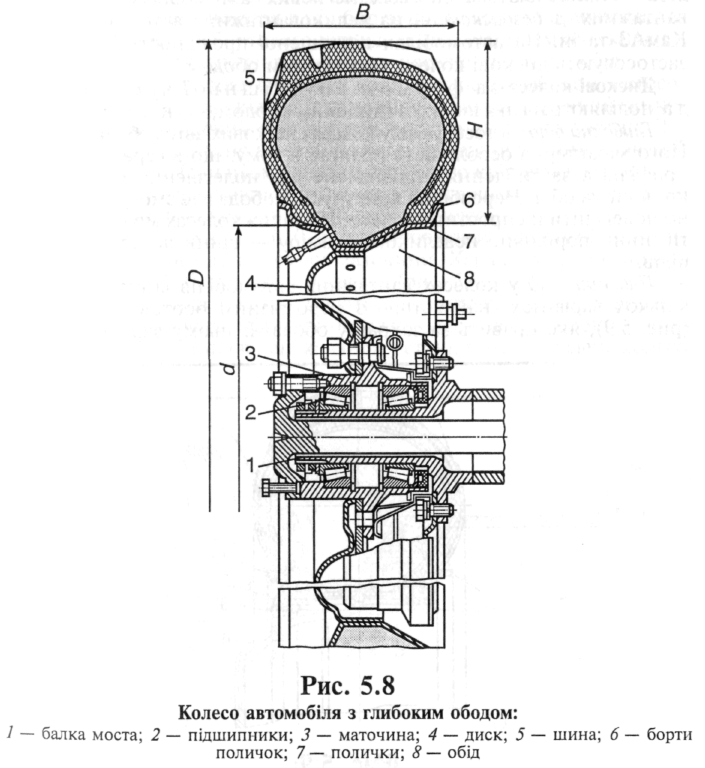 B
5
H
6
7
D
4
8
d
3
2
1
Рис. 5.8
Колесо автомобіля з глибоким ободом:
1 — балка моста; 2 — підшипники; 3 — маточина; 4 — диск; 5 — шина; 6 — борти
поличок; 7 — полички; 8 — обід